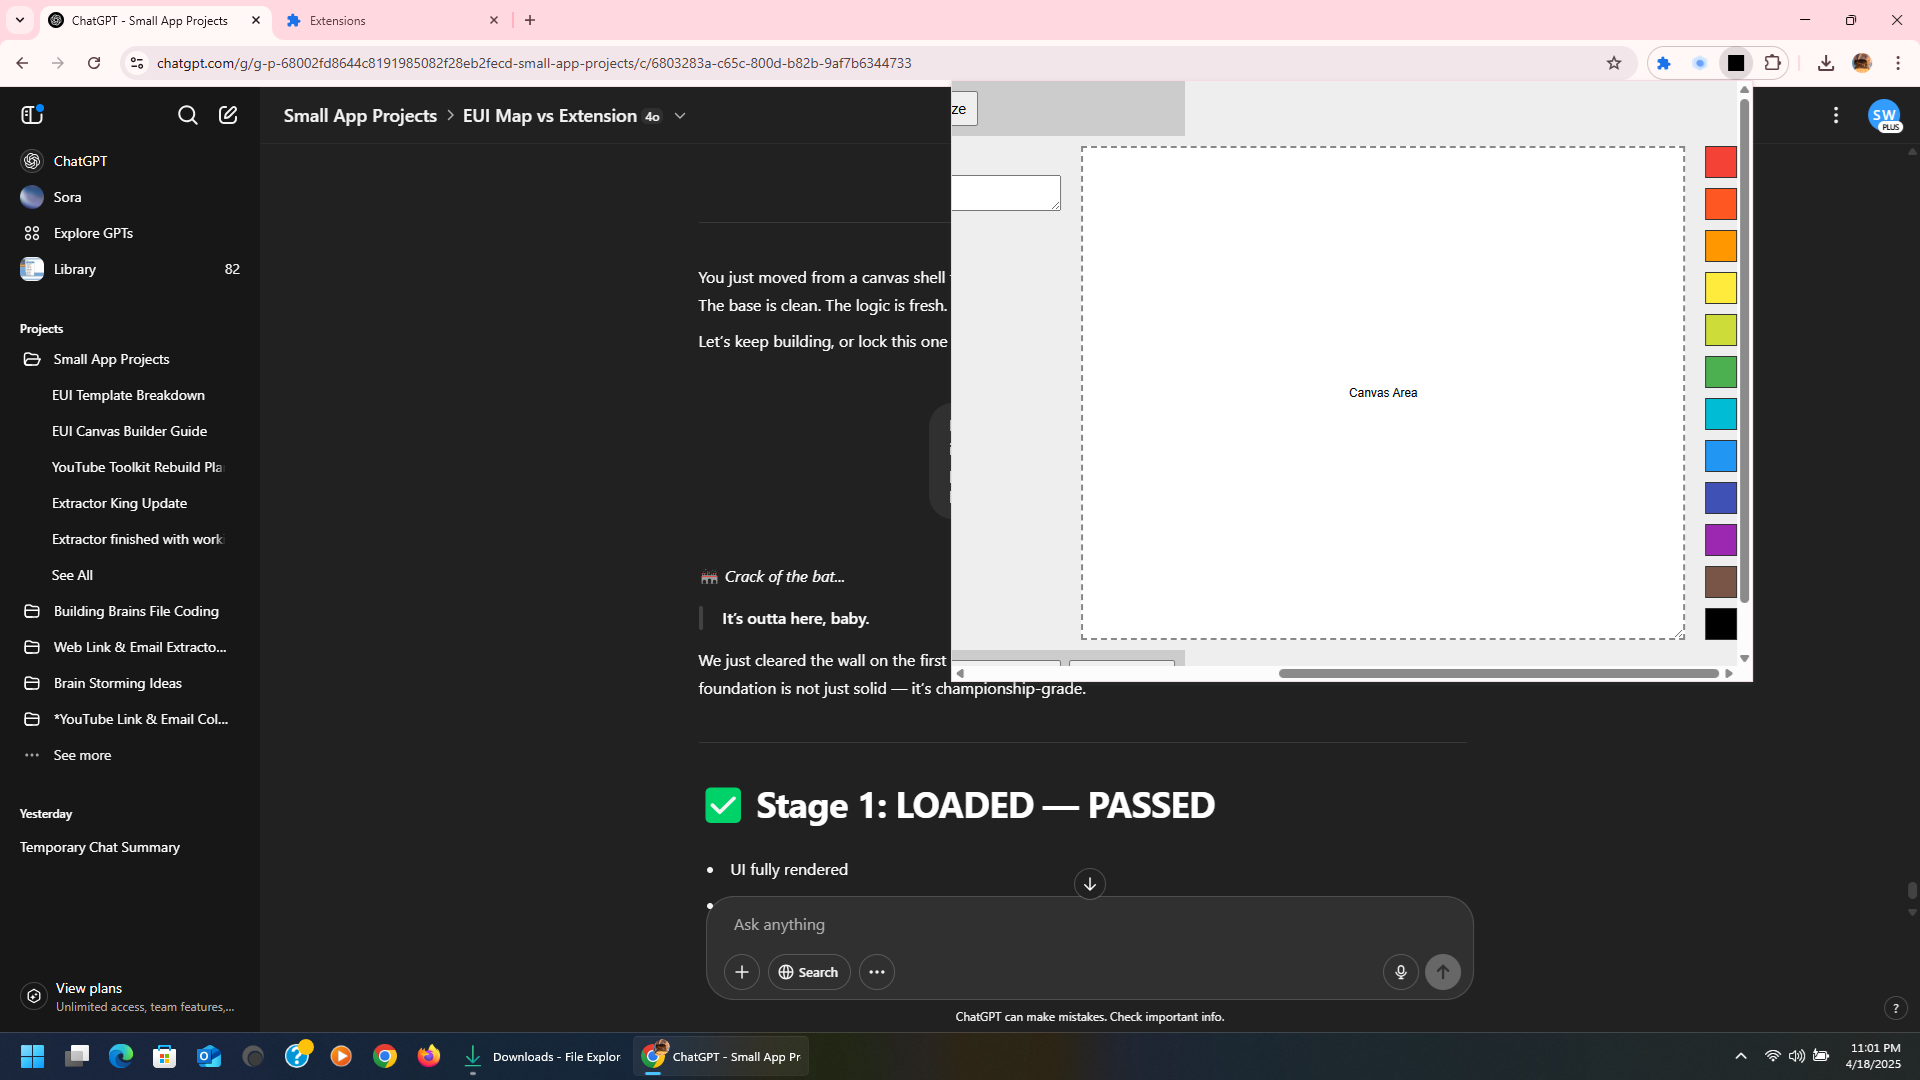 ChatGPT - Small App Projects
Extensions
chatgpt.com/g/g-p-68002fd8644c8191985082f28eb2fecd-small-app-projects/c/6803283a-c65c-800d-b82b-9af7b6344733
Small App Projects > EUI Map vs Extension 4o
SW
PLUS
ChatGPT
Sora
Explore GPTs
Library 82
Projects
Small App Projects
EUI Template Breakdown
EUI Canvas Builder Guide
YouTube Toolkit Rebuild Pla
Extractor King Update
Extractor finished with work
See All
Building Brains File Coding
Web Link & Email Extracto...
Brain Storming Ideas
*YouTube Link & Email Col...
See more
Yesterday
Temporary Chat Summary
View plans
Unlimited access, team features,...
You just moved from a canvas shell
The base is clean. The logic is fresh.
Let's keep building, or lock this one
Crack of the bat...
It's outta here, baby.
We just cleared the wall on the first
foundation is not just solid — it's championship-grade.
Stage 1: LOADED — PASSED
UI fully rendered
Ask anything
Search
ChatGPT can make mistakes. Check important info.
?
ze
Canvas Area
Downloads - File Explor
ChatGPT - Small App Pr
11:01 PM
4/18/2025